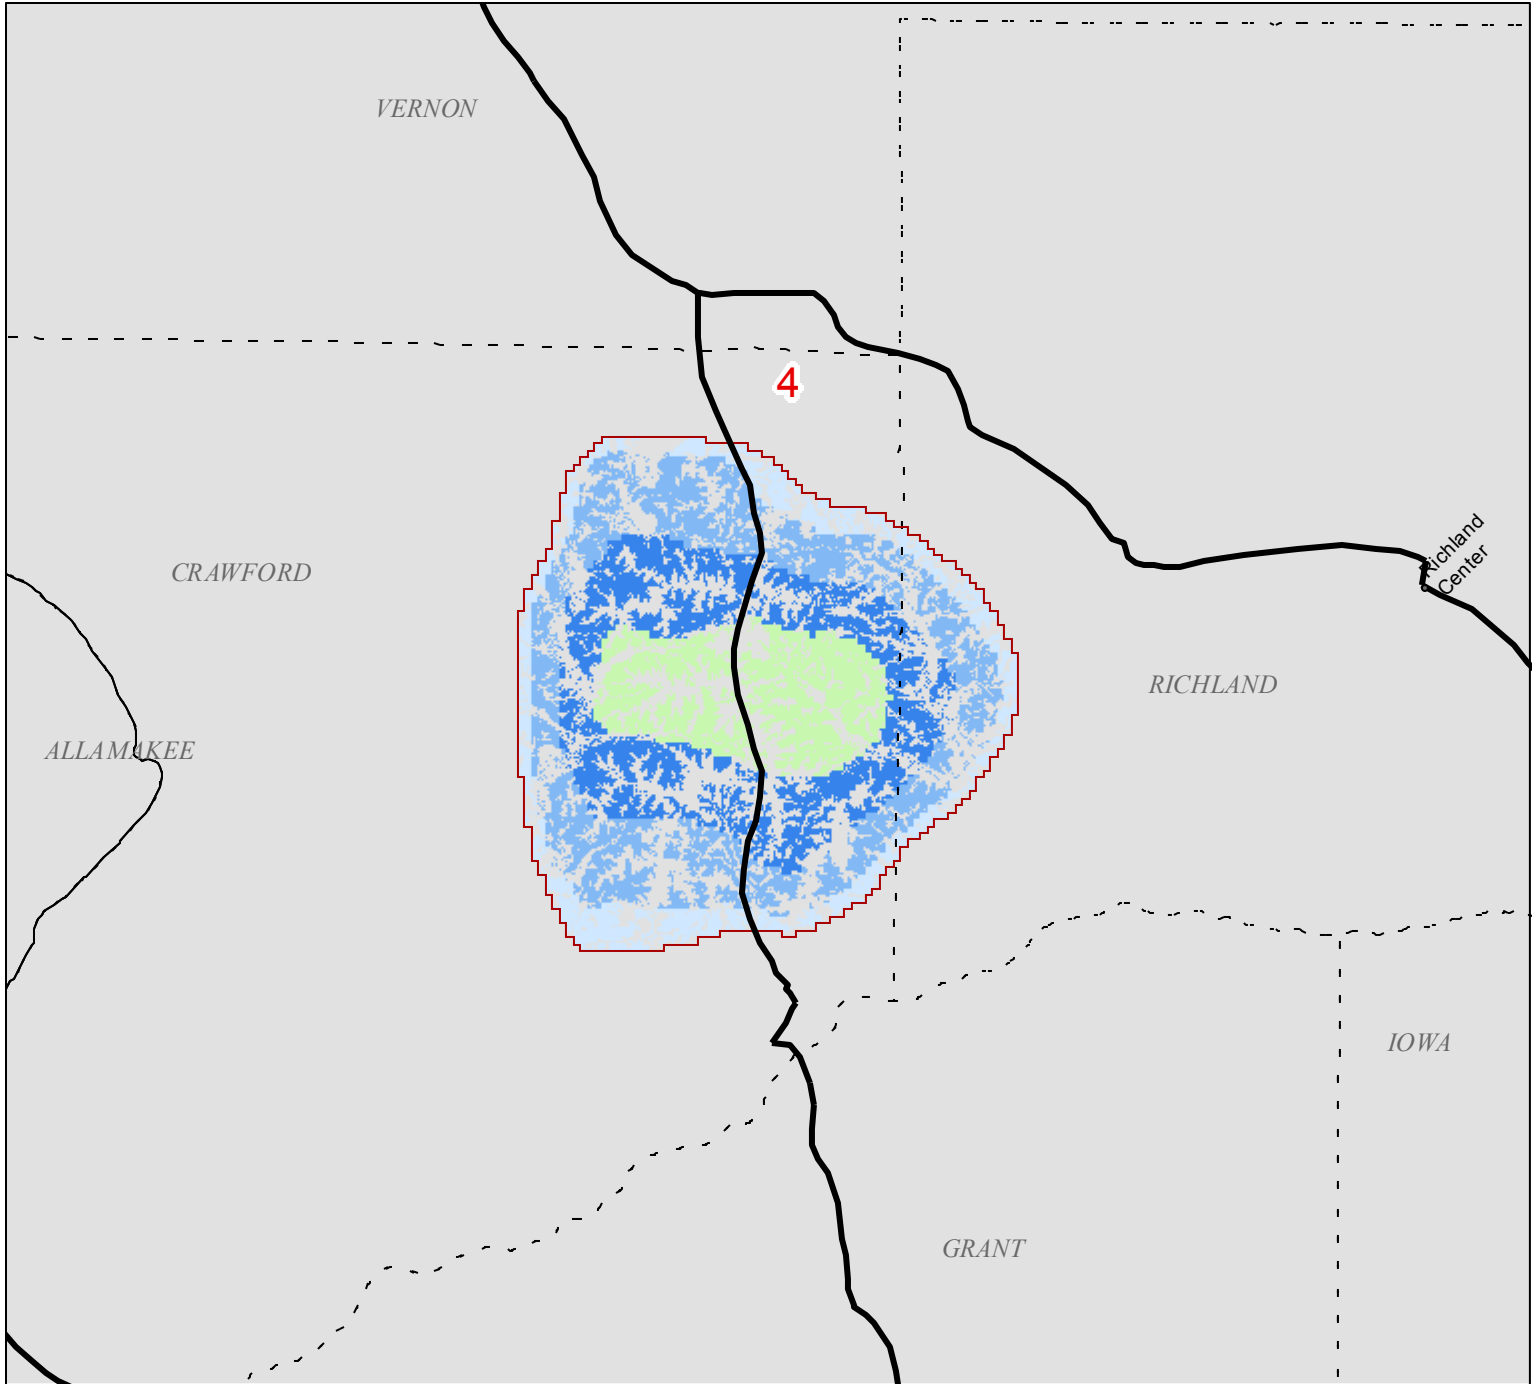 VERNON
4
CRAWFORD
Richland
Center
RICHLAND
ALLAMAKEE
IOWA
GRANT